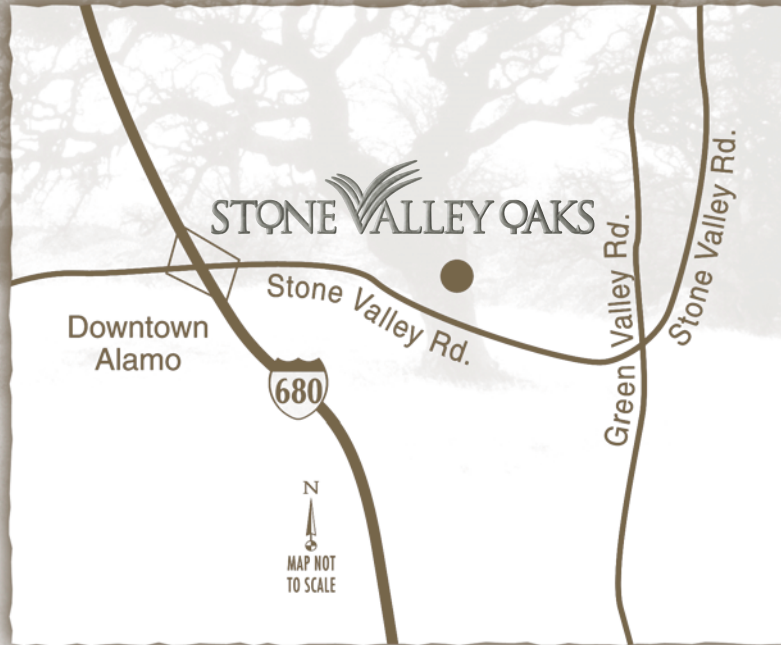 STONE VALLEY OAKS
Stone Valley Rd.
Green Valley Rd.
Stone Valley Rd.
Downtown
Alamo
680
N
MAP NOT
TO SCALE